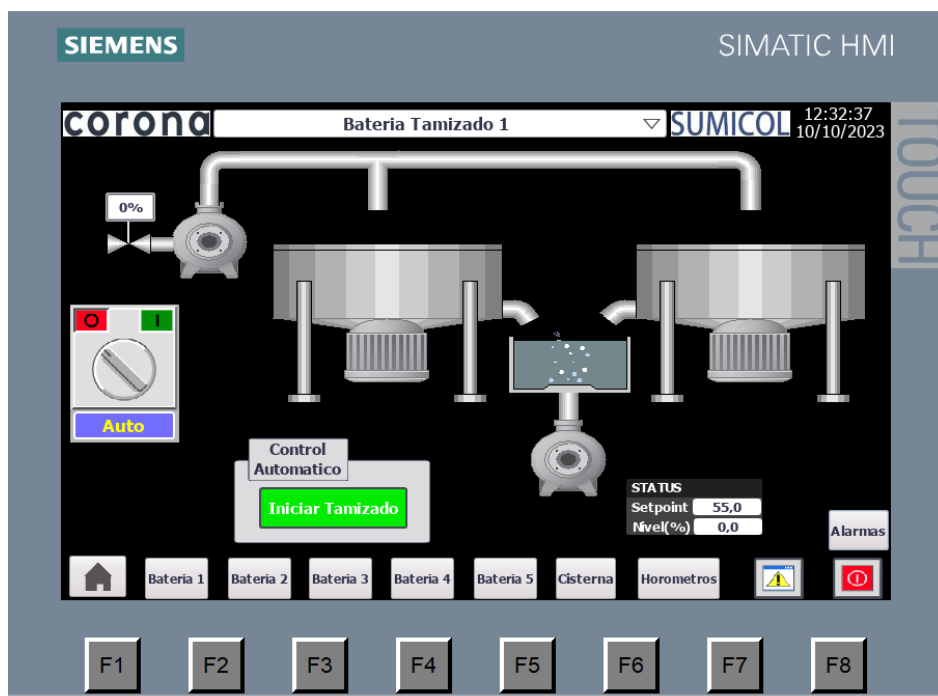 SIEMENS
SIMATIC HMI
TOUCH
corona
Bateria Tamizado 1
SUMICOL
12:32:37
10/10/2023
0%
O I
Auto
Control
Automatico
Iniciar Tamizado
STATUS
Setpoint 55,0
Nivel(%) 0,0
Alarmas
Bateria 1 Bateria 2 Bateria 3 Bateria 4 Bateria 5 Cisterna Horometros
F1 F2 F3 F4 F5 F6 F7 F8